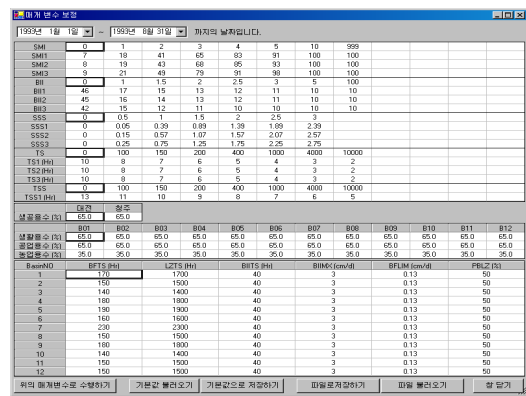 매개 변수 보정
1993년 1월 1일 ~ 1993년 8월 31일 까지의 날짜입니다.
SMI 0 1 2 3 4 5 10 999
SMI1 7 18 41 65 83 91 100 100
SMI2 8 19 43 68 85 93 100 100
SMI3 9 21 49 79 91 98 100 100
BII 0 1 1.5 2 2.5 3 5 100
BII1 46 17 15 13 12 11 10 10
BII2 45 16 14 13 12 11 10 10
BII3 42 15 12 11 10 10 10 10
SSS 0 0.5 1 1.5 2 2.5 3
SSS1 0 0.05 0.39 0.89 1.39 1.89 2.39
SSS2 0 0.15 0.57 1.07 1.57 2.07 2.57
SSS3 0 0.25 0.75 1.25 1.75 2.25 2.75
TS 0 100 150 200 400 1000 4000 10000
TS1 (Hr) 10 8 7 6 5 4 3 2
TS2 (Hr) 10 8 7 6 5 4 3 2
TS3 (Hr) 10 8 7 6 5 4 3 2
TSS 0 100 150 200 400 1000 4000 10000
TSS1 (Hr) 13 11 10 9 8 7 6 5
대전 청주
생공용수 (%) 65.0 65.0
B01 B02 B03 B04 B05 B06 B07 B08 B09 B10 B11 B12
생활용수 (%) 65.0 65.0 65.0 65.0 65.0 65.0 65.0 65.0 65.0 65.0 65.0 65.0
공업용수 (%) 65.0 65.0 65.0 65.0 65.0 65.0 65.0 65.0 65.0 65.0 65.0 65.0
농업용수 (%) 35.0 35.0 35.0 35.0 35.0 35.0 35.0 35.0 35.0 35.0 35.0 35.0
BasinNO BFTS (Hr) LZTS (Hr) BIITS (Hr) BIIMX (cm/d) BFLIM (cm/d) PBLZ (%)
1 170 1700 40 3 0.13 50
2 150 1500 40 3 0.13 50
3 140 1400 40 3 0.13 50
4 180 1800 40 3 0.13 50
5 190 1900 40 3 0.13 50
6 160 1600 40 3 0.13 50
7 230 2300 40 3 0.13 50
8 150 1500 40 3 0.13 50
9 180 1800 40 3 0.13 50
10 140 1400 40 3 0.13 50
11 150 1500 40 3 0.13 50
12 150 1500 40 3 0.13 50
위의 매개변수로 수행하기 기본값 불러오기 기본값으로 저장하기 파일로저장하기 파일 불러오기 창 닫기